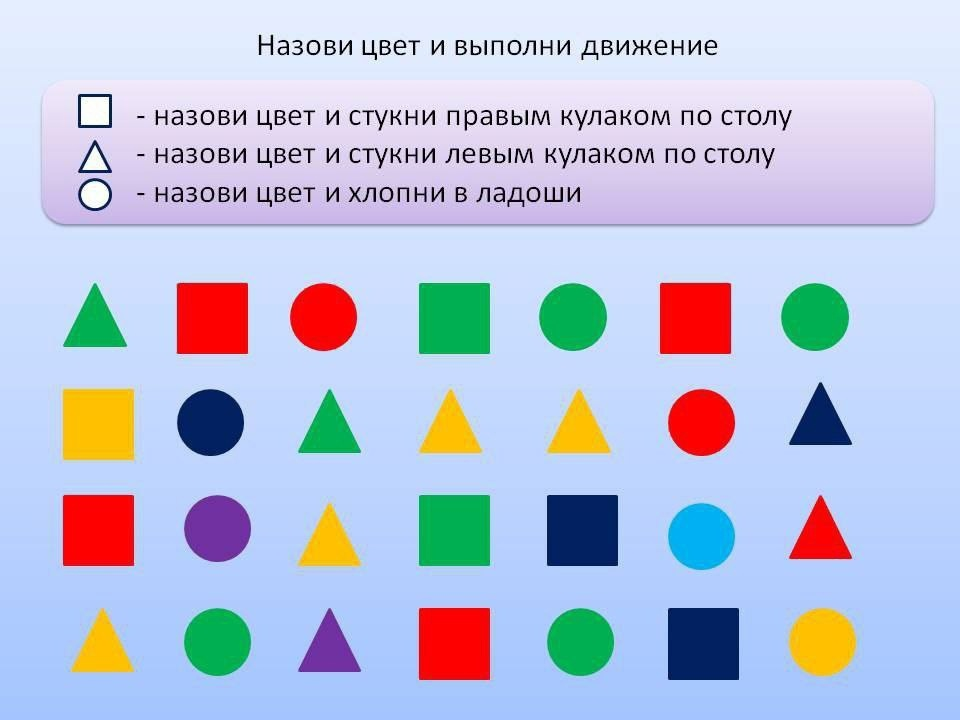 Назови цвет и выполни движение
- назови цвет и стукни правым кулаком по столу
- назови цвет и стукни левым кулаком по столу
- назови цвет и хлопни в ладоши